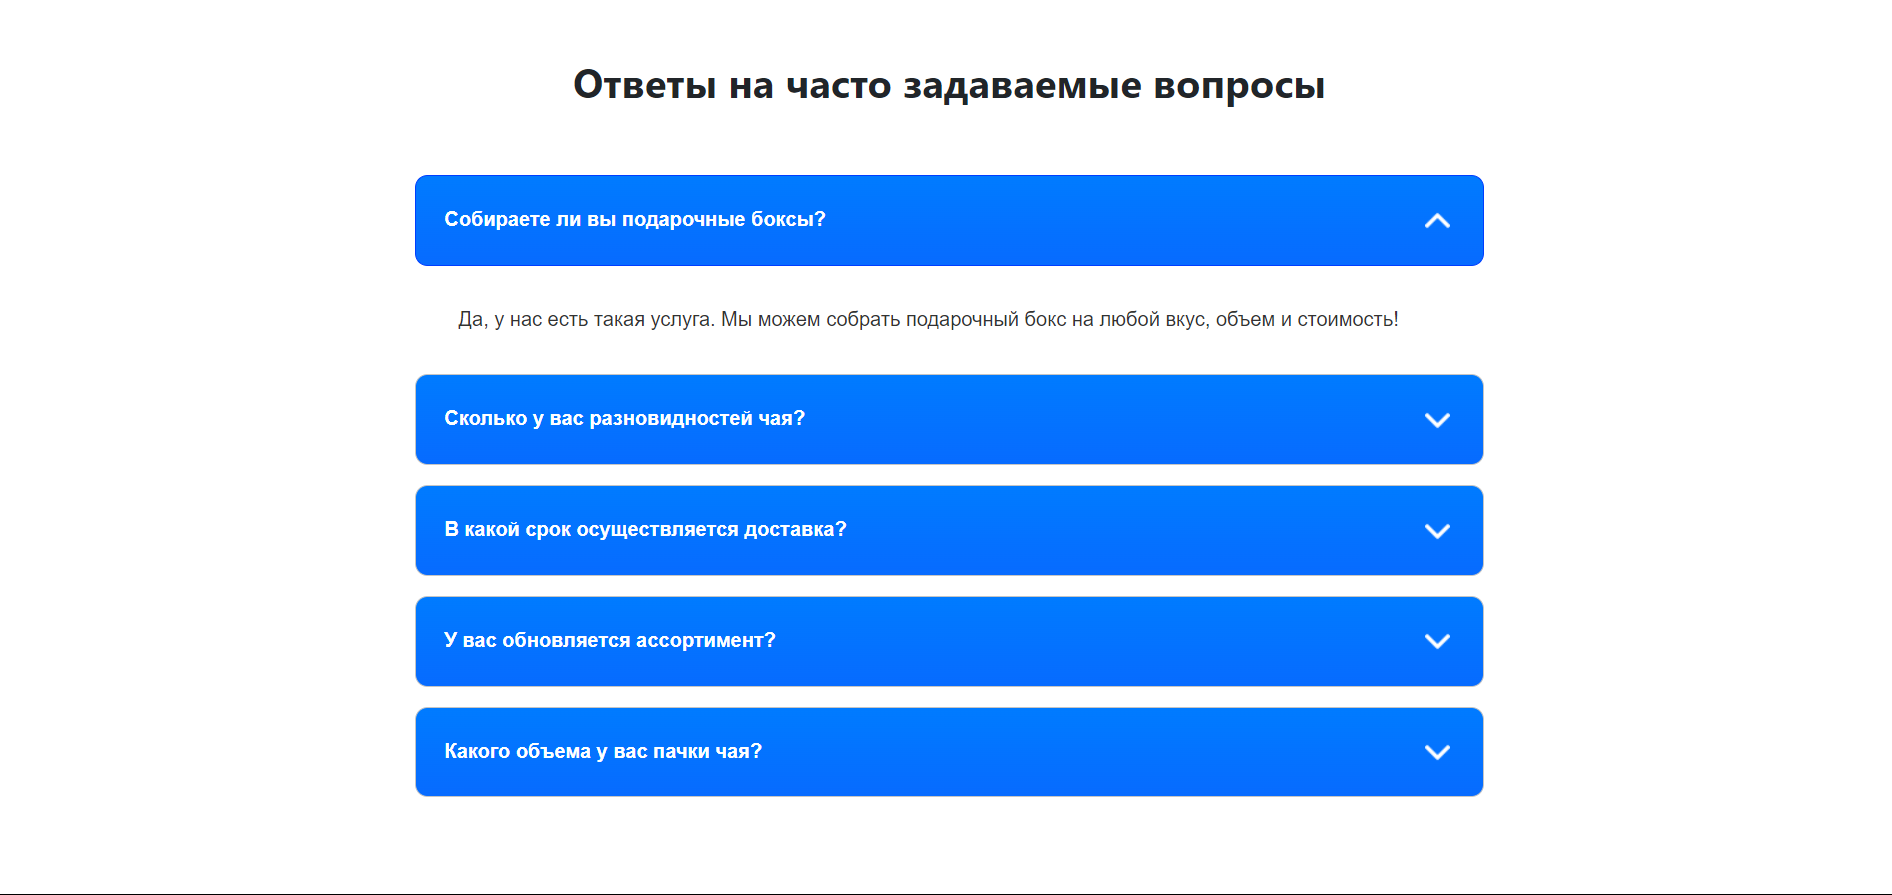 Ответы на часто задаваемые вопросы
Собираете ли вы подарочные боксы?
Да, у нас есть такая услуга. Мы можем собрать подарочный бокс на любой вкус, объем и стоимость!
Сколько у вас разновидностей чая?
В какой срок осуществляется доставка?
У вас обновляется ассортимент?
Какого объема у вас пачки чая?